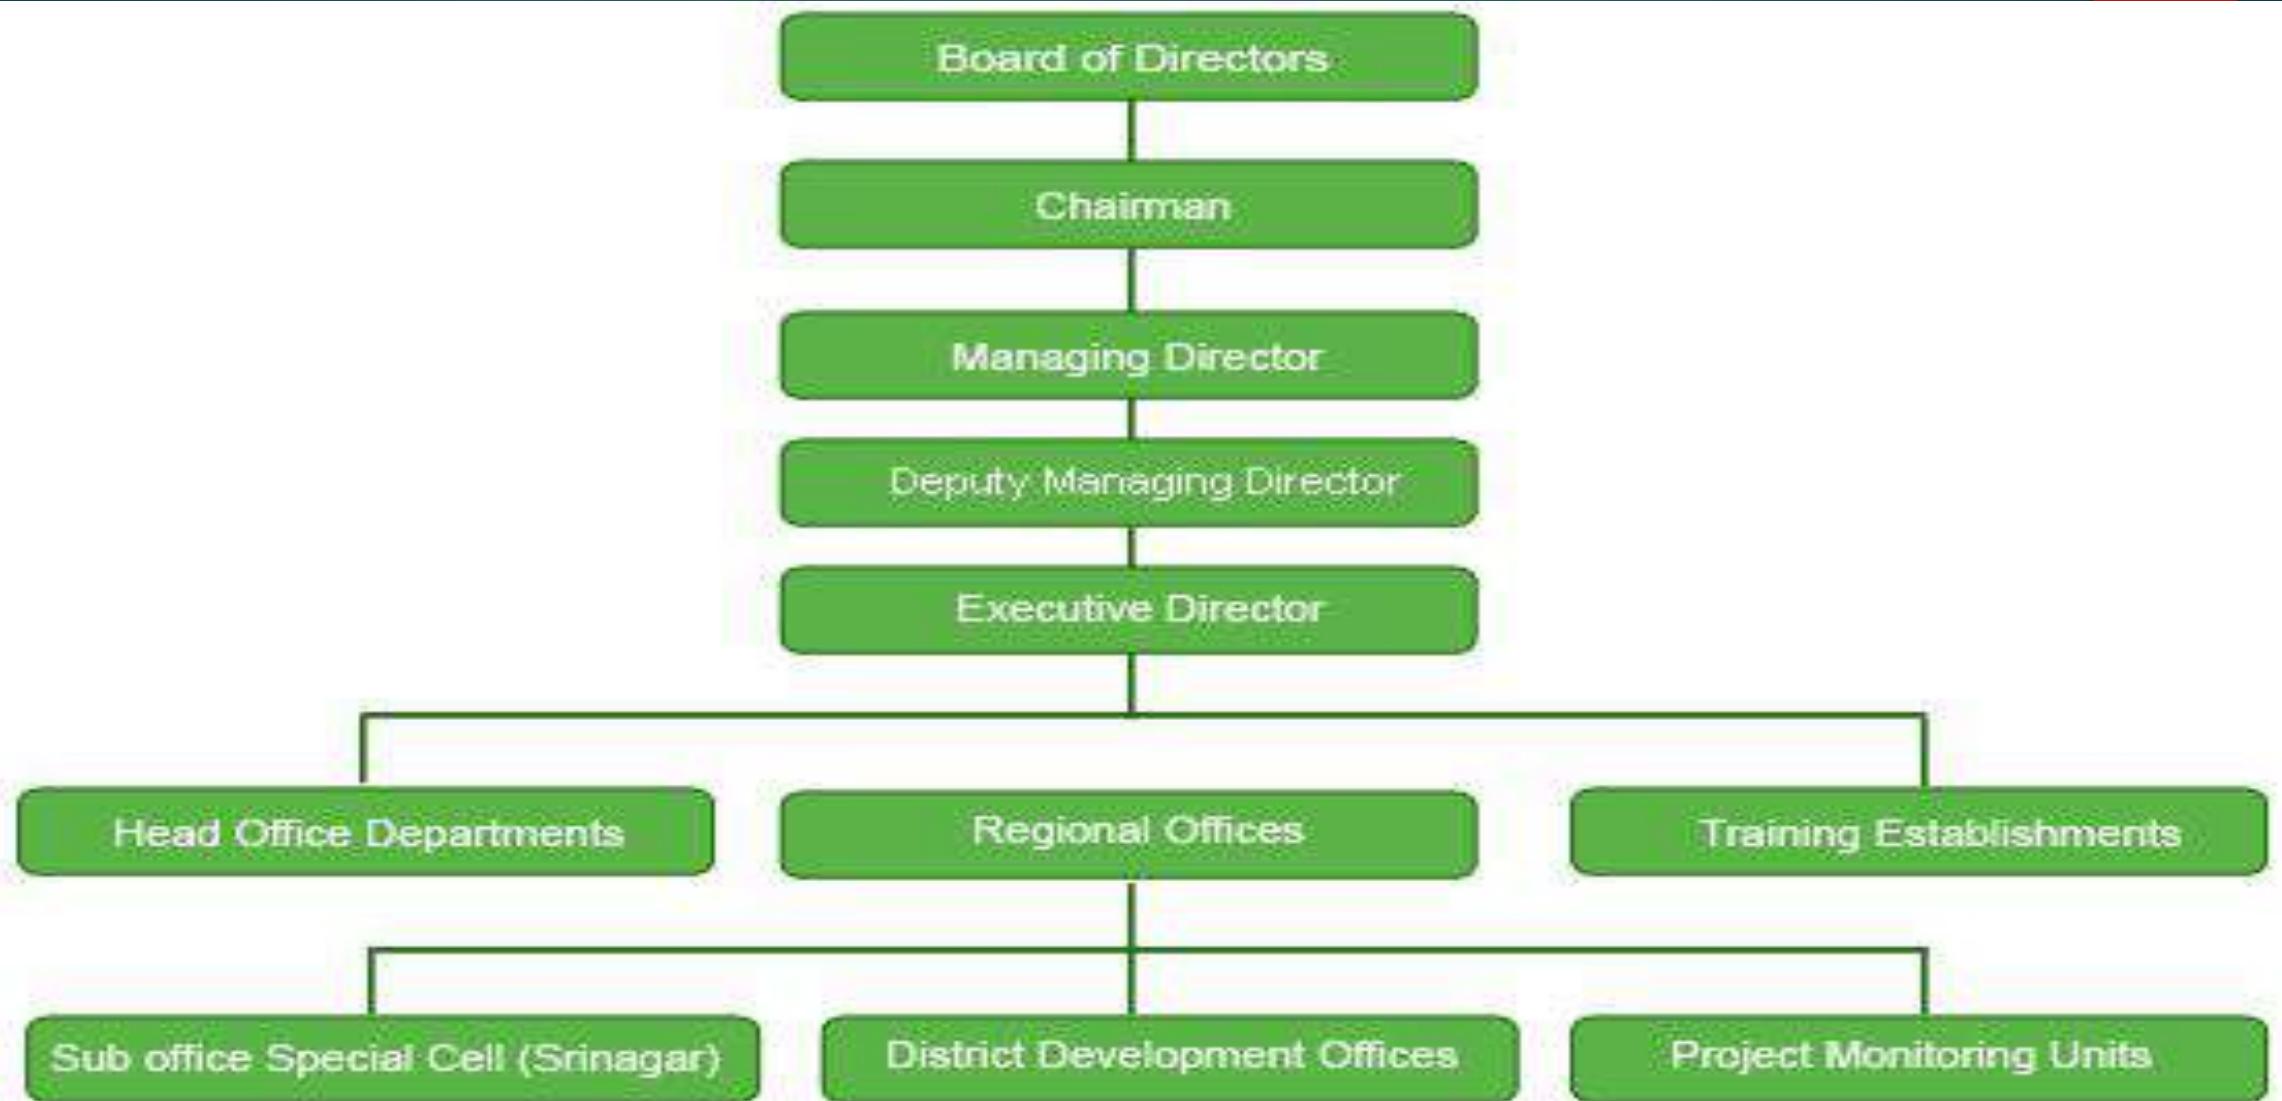 Board of Directors
Chairman
Managing Director
Deputy Managing Director
Executive Director
Head Office Departments
Regional Offices
Training Establishments
Sub office Special Cell (Srinagar)
District Development Offices
Project Monitoring Units